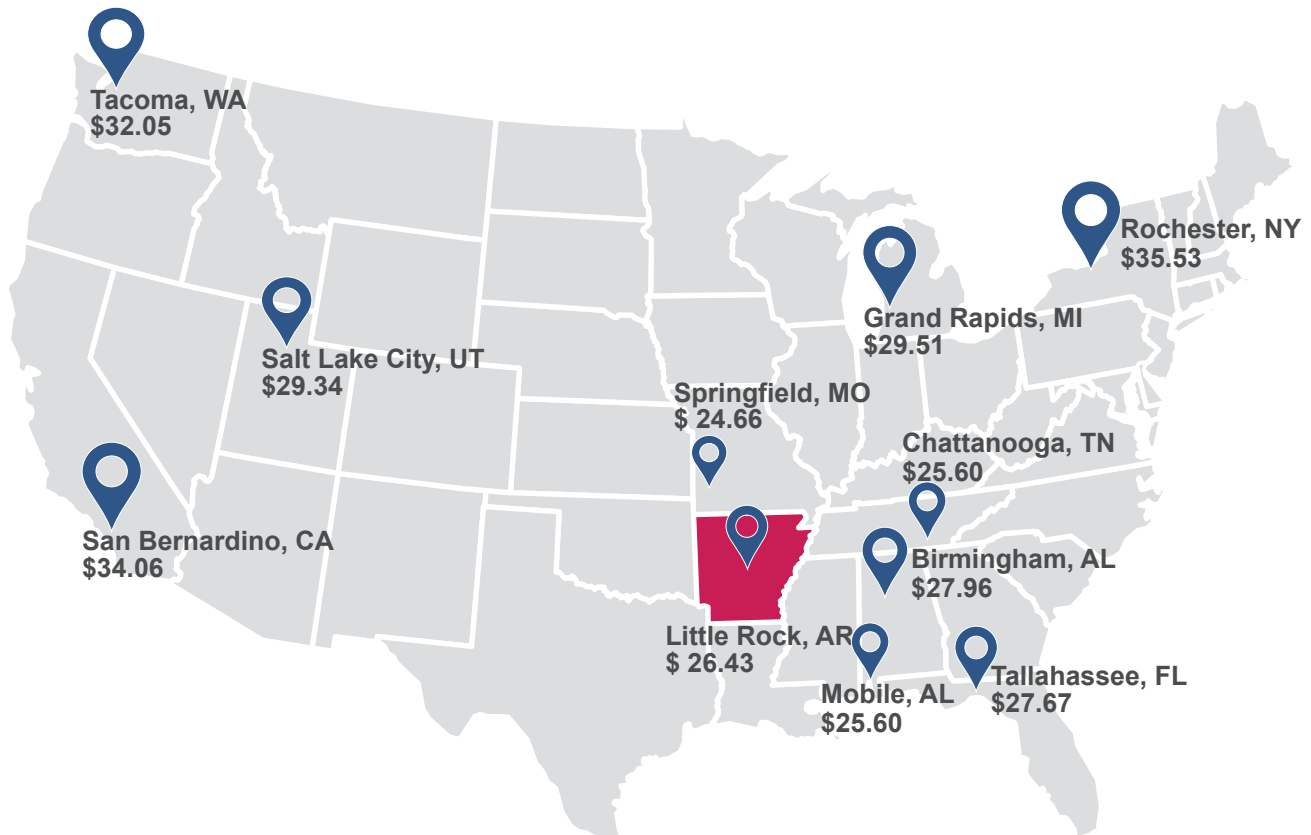 Tacoma, WA
$32.05
Rochester, NY
$35.53
Grand Rapids, MI
$29.51
Salt Lake City, UT
$29.34
Springfield, MO
$ 24.66
Chattanooga, TN
$25.60
San Bernardino, CA
$34.06
Birmingham, AL
$27.96
Little Rock, AR
$ 26.43
Tallahassee, FL
$27.67
Mobile, AL
$25.60